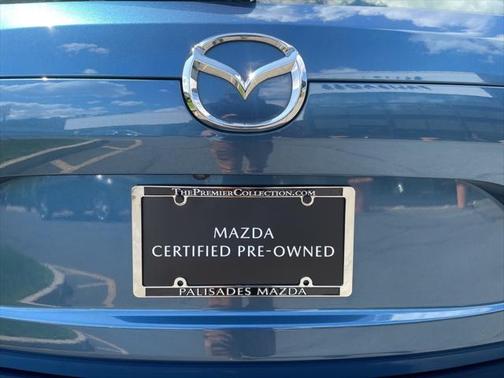 THEPREMIERCOLLECTION.COM
MAZDA
CERTIFIED PRE-OWNED
PALISADES MAZDA